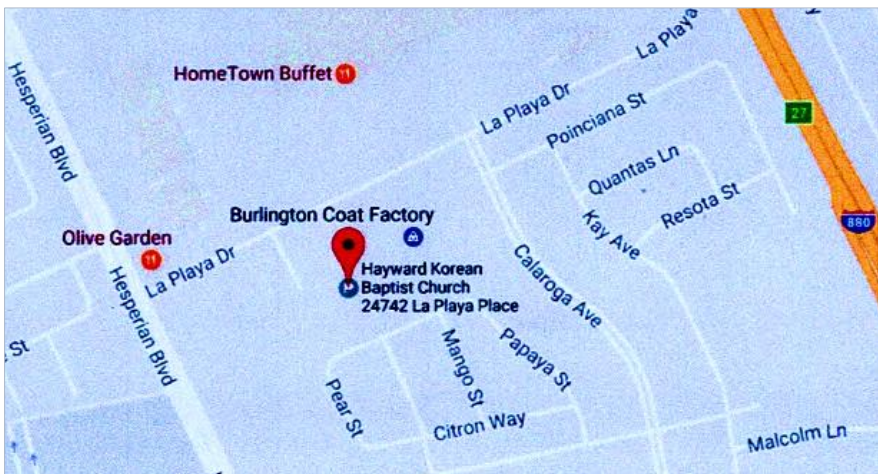 La Playa
HomeTown Buffet
La Playa Dr
Hesperian Blvd
Poinciana St
27
Quantas Ln
Burlington Coat Factory
Resota St
880
Olive Garden
Kay Ave
La Playa Dr
Hayward Korean
Baptist Church
24742 La Playa Place
Calaroga Ave
Hesperian Blvd
Mango St
Papaya St
St
Pear St
Citron Way
Malcolm Ln